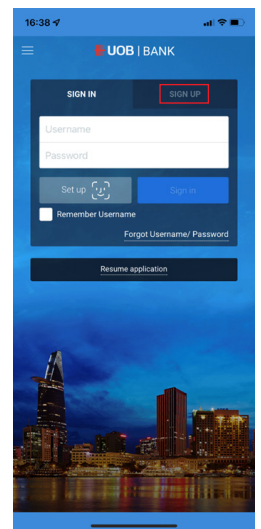 16:38
UOB | BANK
SIGN IN
SIGN UP
Username
Password
Set up
Sign in
Remember Username
Forgot Username/ Password
Resume application